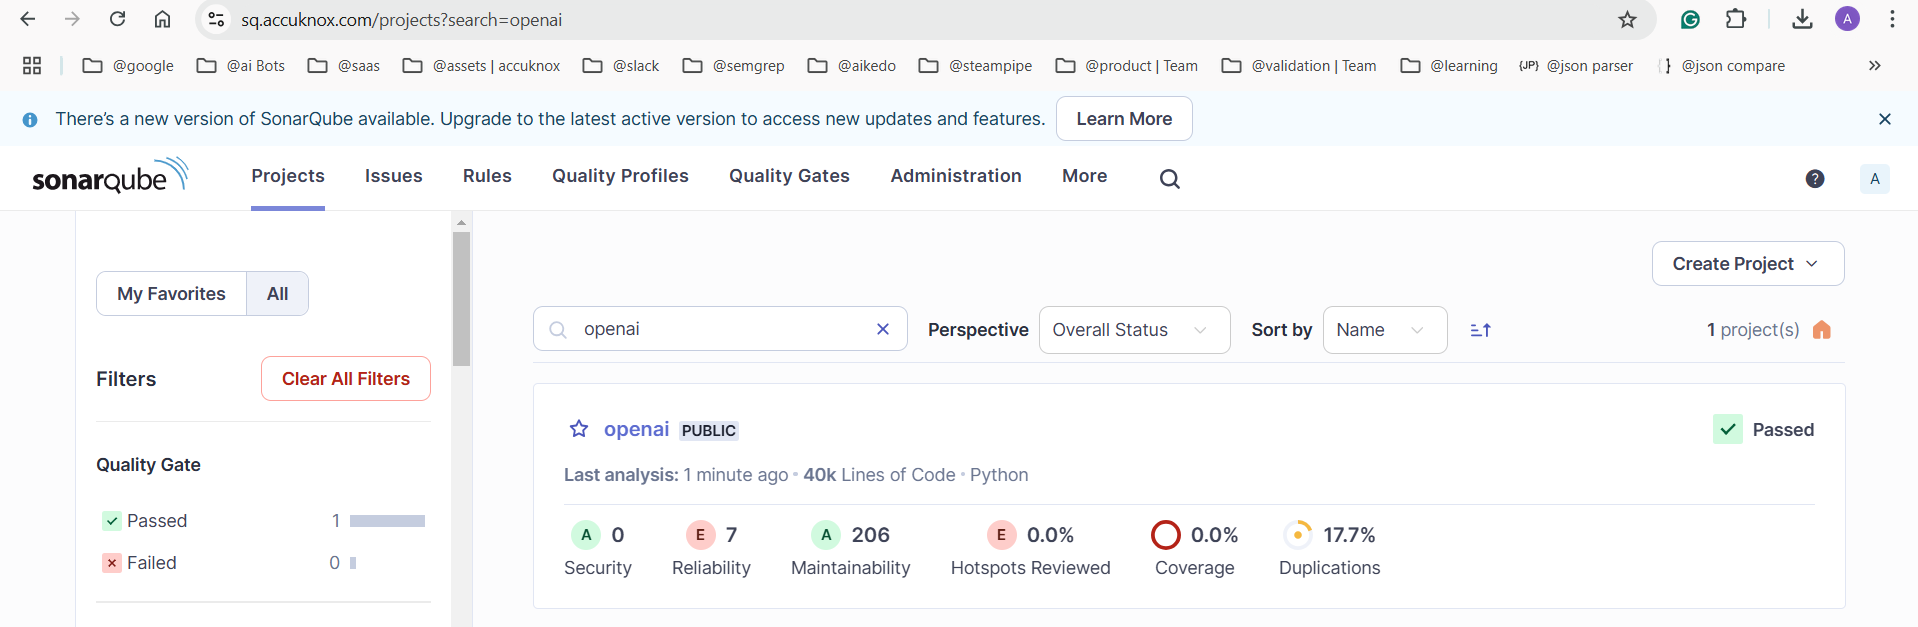 sq.accuknox.com/projects?search=openai
A
@google @ai Bots @saas @assets | accuknox @slack @semgrep @aikedo @steampipe @product | Team @validation | Team @learning {JP} @json parser @json compare
There's a new version of SonarQube available. Upgrade to the latest active version to access new updates and features. Learn More
sonarqube Projects Issues Rules Quality Profiles Quality Gates Administration More ? A
My Favorites All
Create Project
openai Perspective Overall Status Sort by Name 1 project(s)
Filters Clear All Filters
openai PUBLIC Passed
Last analysis: 1 minute ago • 40k Lines of Code • Python
Quality Gate
Passed 1
Failed 0
A 0 E 7 A 206 E 0.0% 0.0% 17.7%
Security Reliability Maintainability Hotspots Reviewed Coverage Duplications